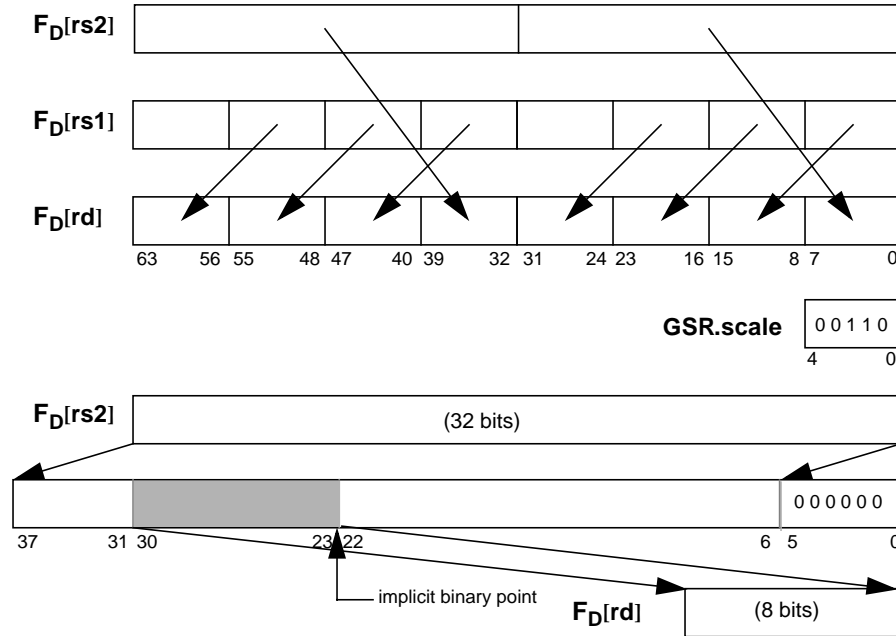 FD[rs2]
FD[rs1]
FD[rd]
63 56 55 48 47 40 39 32 31 24 23 16 15 8 7 0
GSR.scale 0 0 1 1 0
4 0
FD[rs2] (32 bits)
0 0 0 0 0 0
37 31 30 23 22 6 5 0
implicit binary point
FD[rd] (8 bits)